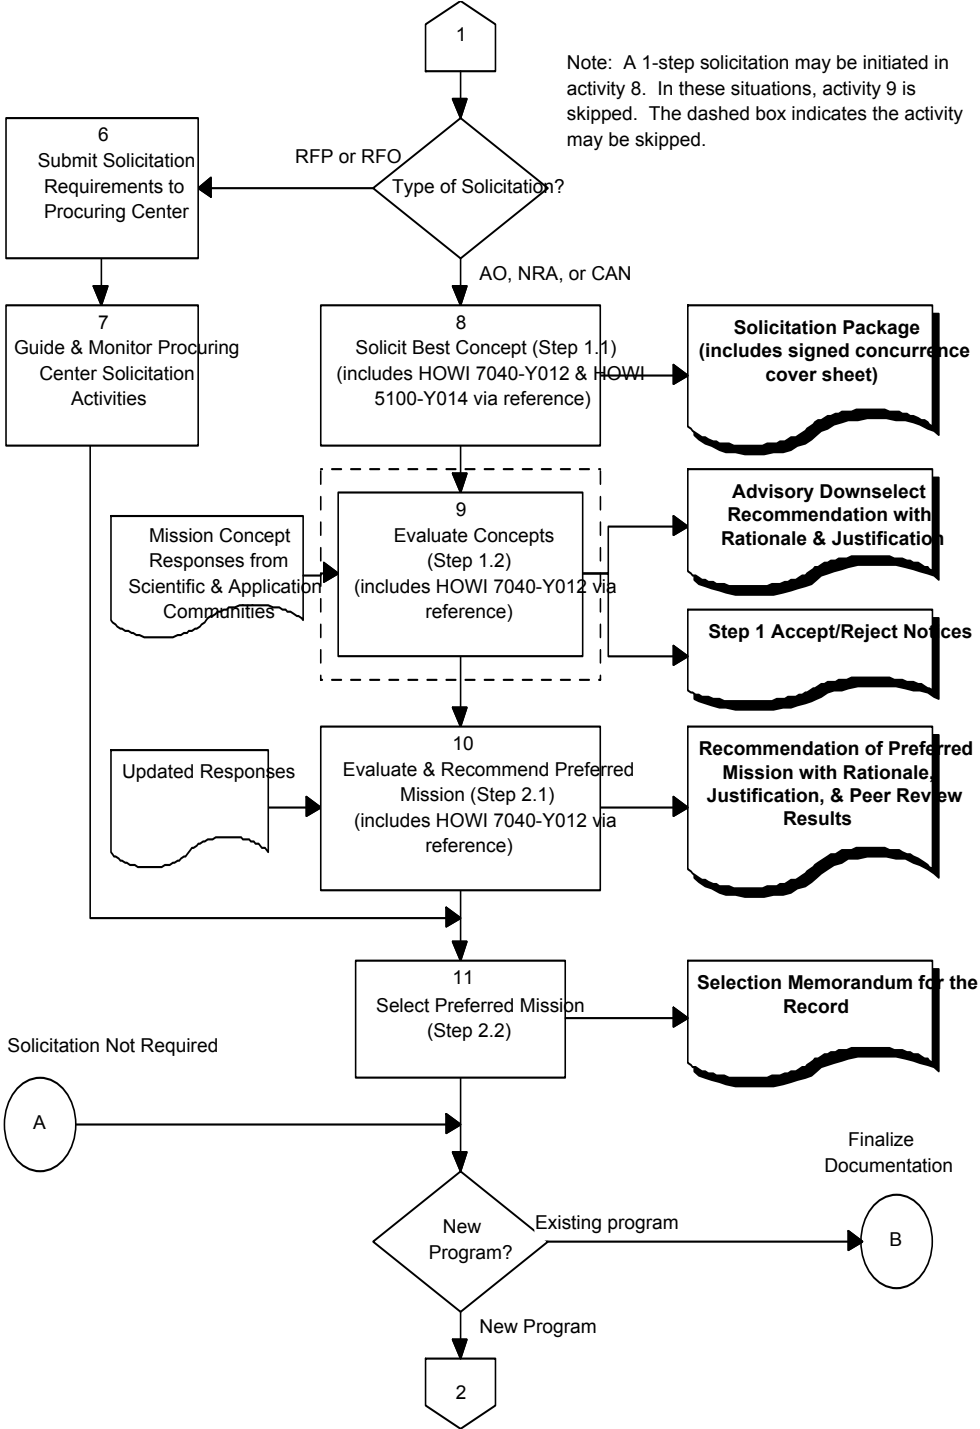 1
Note: A 1-step solicitation may be initiated in
activity 8. In these situations, activity 9 is
skipped. The dashed box indicates the activity
may be skipped.
6
Submit Solicitation
Requirements to
Procuring Center
RFP or RFO
Type of Solicitation?
AO, NRA, or CAN
7
Guide & Monitor Procuring
Center Solicitation
Activities
8
Solicit Best Concept (Step 1.1)
(includes HOWI 7040-Y012 & HOWI
5100-Y014 via reference)
Solicitation Package
(includes signed concurrence
cover sheet)
Mission Concept
Responses from
Scientific & Application
Communities
9
Evaluate Concepts
(Step 1.2)
(includes HOWI 7040-Y012 via
reference)
Advisory Downselect
Recommendation with
Rationale & Justification
Step 1 Accept/Reject Notices
Updated Responses
10
Evaluate & Recommend Preferred
Mission (Step 2.1)
(includes HOWI 7040-Y012 via
reference)
Recommendation of Preferred
Mission with Rationale,
Justification, & Peer Review
Results
11
Select Preferred Mission
(Step 2.2)
Selection Memorandum for the
Record
Solicitation Not Required
A
Finalize
Documentation
New
Program?
Existing program
B
New Program
2